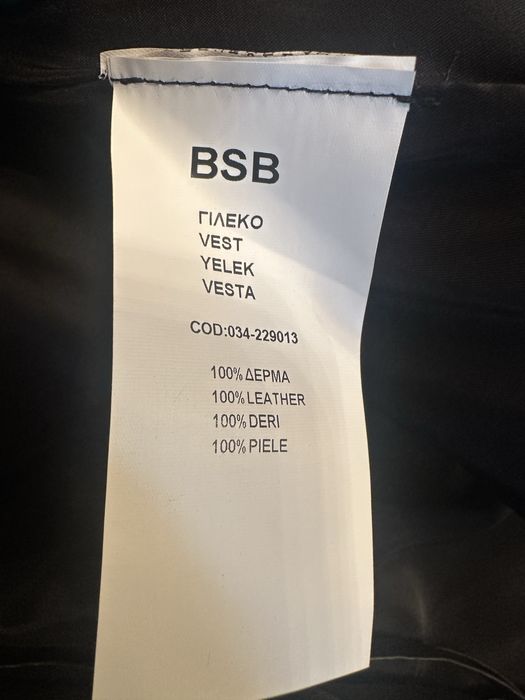 BSB
ΓΙΛΕΚΟ
VEST
YELEK
VESTA
COD:034-229013
100% ΔΕΡΜΑ
100% LEATHER
100% DERI
100% PIELE